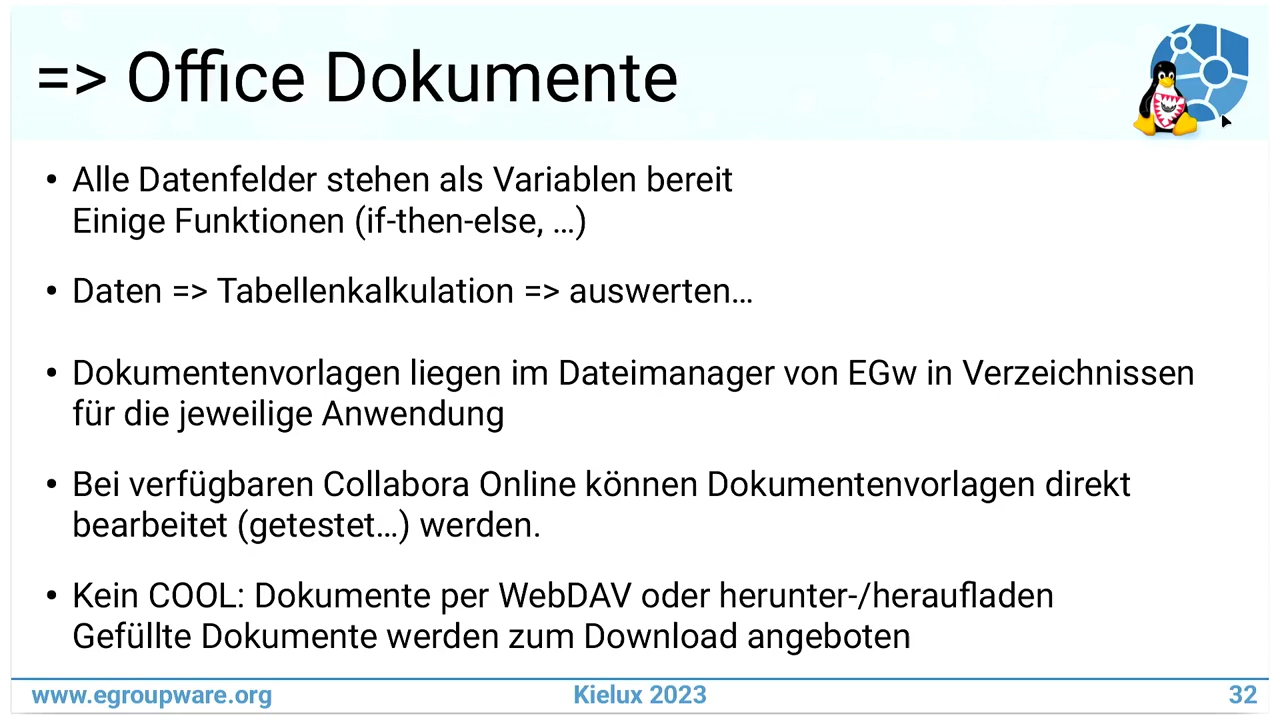 => Office Dokumente
• Alle Datenfelder stehen als Variablen bereit
Einige Funktionen (if-then-else, …)
• Daten => Tabellenkalkulation => auswerten…
• Dokumentenvorlagen liegen im Dateimanager von EGw in Verzeichnissen
für die jeweilige Anwendung
• Bei verfügbaren Collabora Online können Dokumentenvorlagen direkt
bearbeitet (getestet…) werden.
• Kein COOL: Dokumente per WebDAV oder herunter-/heraufladen
Gefüllte Dokumente werden zum Download angeboten
www.egroupware.org
Kielux 2023
32